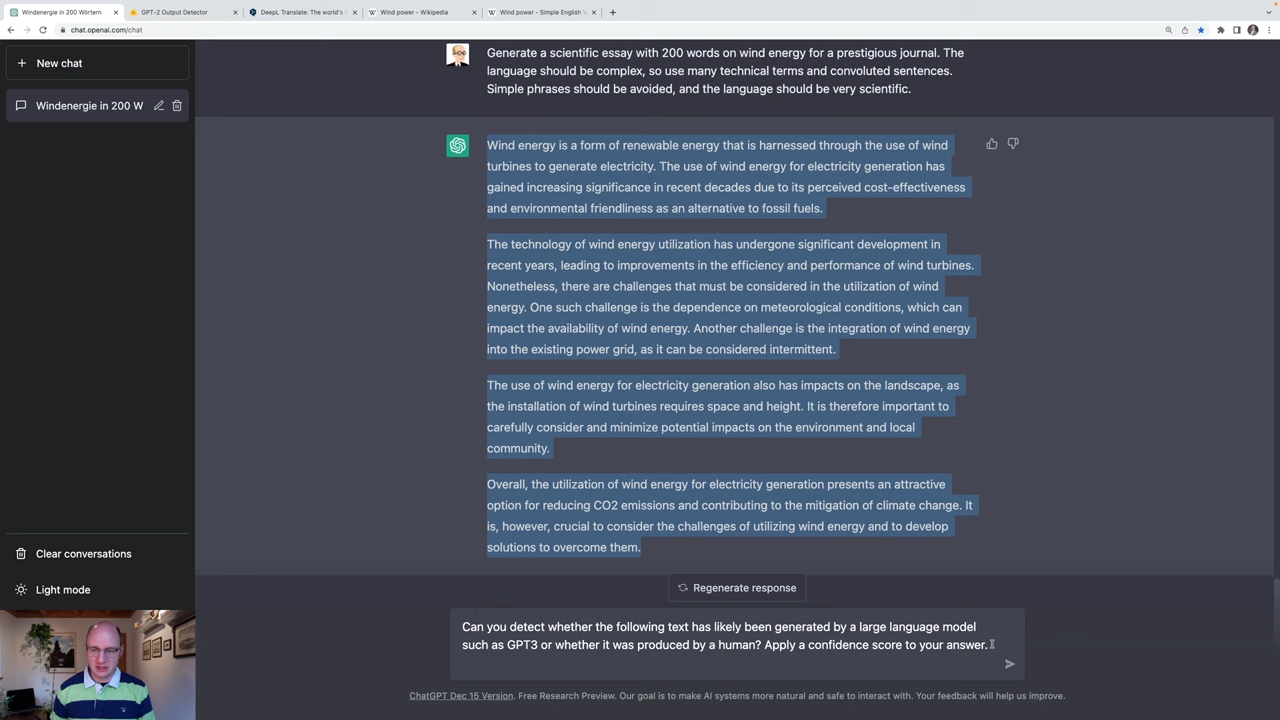 Windenergie in 200 Wörtern
GPT-2 Output Detector
DeepL Translate: The world's
Wind power - Wikipedia
Wind power - Simple English
chat.openai.com/chat
New chat
Windenergie in 200 W
Generate a scientific essay with 200 words on wind energy for a prestigious journal. The
language should be complex, so use many technical terms and convoluted sentences.
Simple phrases should be avoided, and the language should be very scientific.
Wind energy is a form of renewable energy that is harnessed through the use of wind
turbines to generate electricity. The use of wind energy for electricity generation has
gained increasing significance in recent decades due to its perceived cost-effectiveness
and environmental friendliness as an alternative to fossil fuels.
The technology of wind energy utilization has undergone significant development in
recent years, leading to improvements in the efficiency and performance of wind turbines.
Nonetheless, there are challenges that must be considered in the utilization of wind
energy. One such challenge is the dependence on meteorological conditions, which can
impact the availability of wind energy. Another challenge is the integration of wind energy
into the existing power grid, as it can be considered intermittent.
The use of wind energy for electricity generation also has impacts on the landscape, as
the installation of wind turbines requires space and height. It is therefore important to
carefully consider and minimize potential impacts on the environment and local
community.
Overall, the utilization of wind energy for electricity generation presents an attractive
option for reducing CO2 emissions and contributing to the mitigation of climate change. It
is, however, crucial to consider the challenges of utilizing wind energy and to develop
solutions to overcome them.
Clear conversations
Light mode
Regenerate response
Can you detect whether the following text has likely been generated by a large language model
such as GPT3 or whether it was produced by a human? Apply a confidence score to your answer.
ChatGPT Dec 15 Version. Free Research Preview. Our goal is to make AI systems more natural and safe to interact with. Your feedback will help us improve.